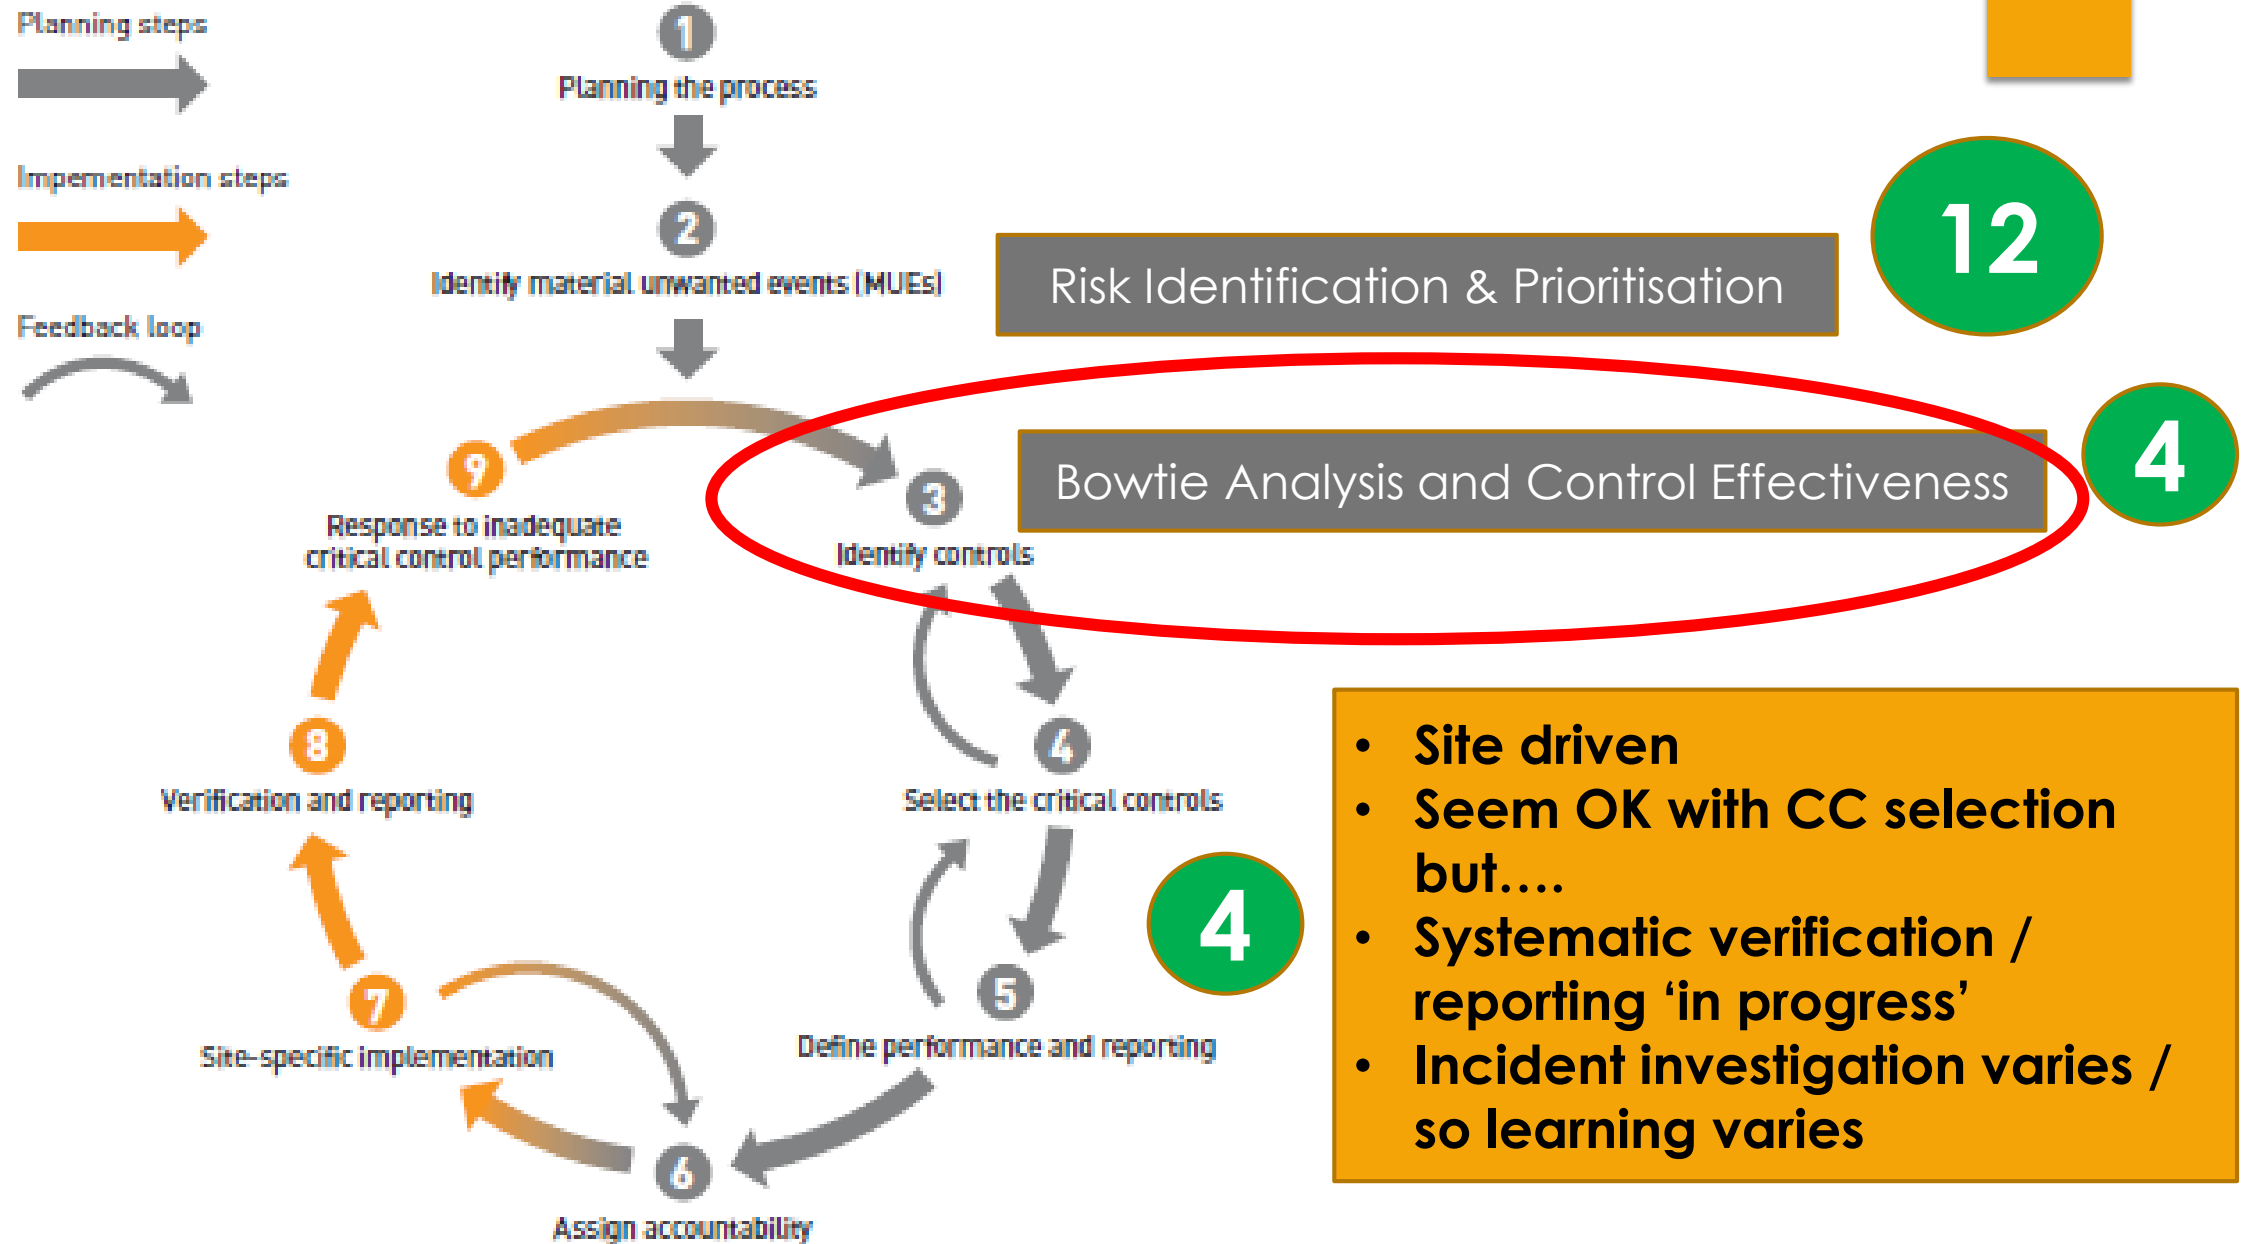 Planning steps
Impementation steps
Feedback loop
1
Planning the process
2
Identify material unwanted events (MUEs)
Risk Identification & Prioritisation
12
Bowtie Analysis and Control Effectiveness
4
3
Identify controls
4
Select the critical controls
5
Define performance and reporting
6
Assign accountability
7
Site-specific implementation
8
Verification and reporting
9
Response to inadequate
critical control performance
4
• Site driven
• Seem OK with CC selection
but....
• Systematic verification /
reporting ‘in progress’
• Incident investigation varies /
so learning varies